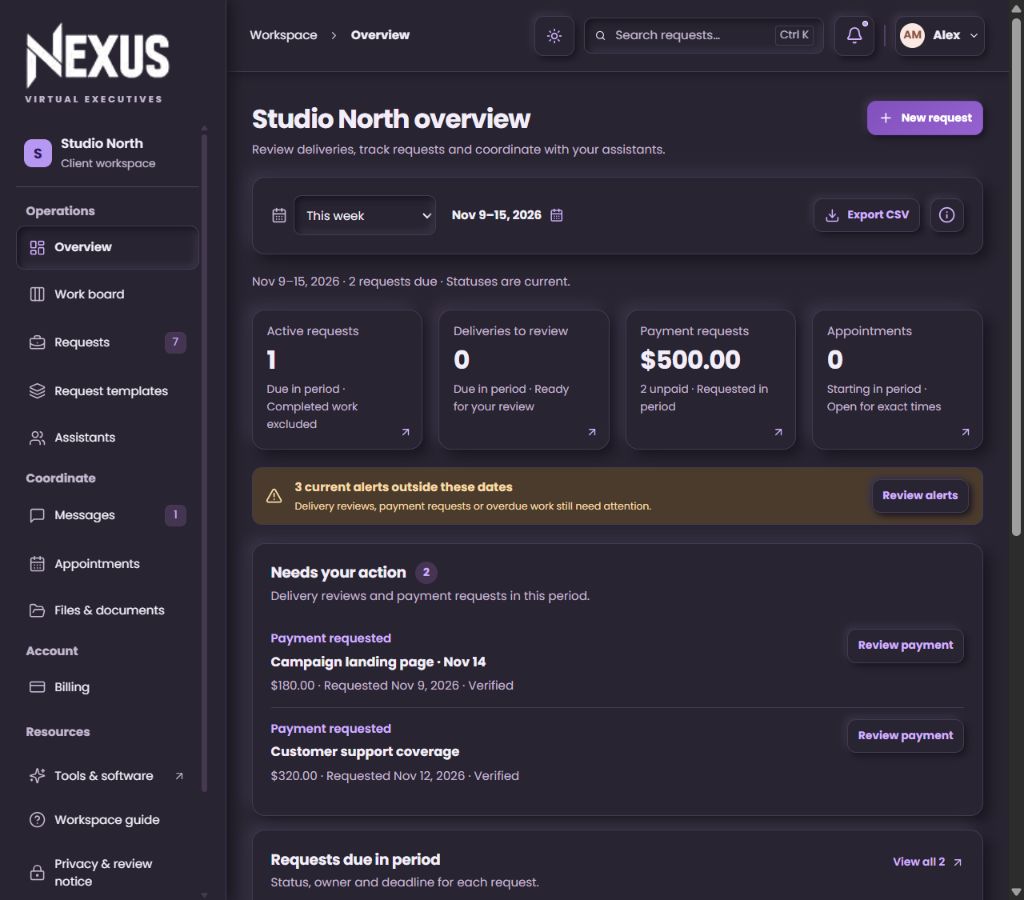 NEXUS
VIRTUAL EXECUTIVES
S
Studio North
Client workspace
Operations
Overview
Work board
Requests 7
Request templates
Assistants
Coordinate
Messages 1
Appointments
Files & documents
Account
Billing
Resources
Tools & software
Workspace guide
Privacy & review
notice
Workspace > Overview
Search requests... Ctrl K
AM Alex
Studio North overview
Review deliveries, track requests and coordinate with your assistants.
+ New request
This week
Nov 9–15, 2026
Export CSV
Nov 9–15, 2026 · 2 requests due · Statuses are current.
Active requests
1
Due in period ·
Completed work
excluded
Deliveries to review
0
Due in period · Ready
for your review
Payment requests
$500.00
2 unpaid · Requested in
period
Appointments
0
Starting in period ·
Open for exact times
3 current alerts outside these dates
Delivery reviews, payment requests or overdue work still need attention.
Review alerts
Needs your action 2
Delivery reviews and payment requests in this period.
Payment requested
Campaign landing page · Nov 14
$180.00 · Requested Nov 9, 2026 · Verified
Review payment
Payment requested
Customer support coverage
$320.00 · Requested Nov 12, 2026 · Verified
Review payment
Requests due in period
Status, owner and deadline for each request.
View all 2